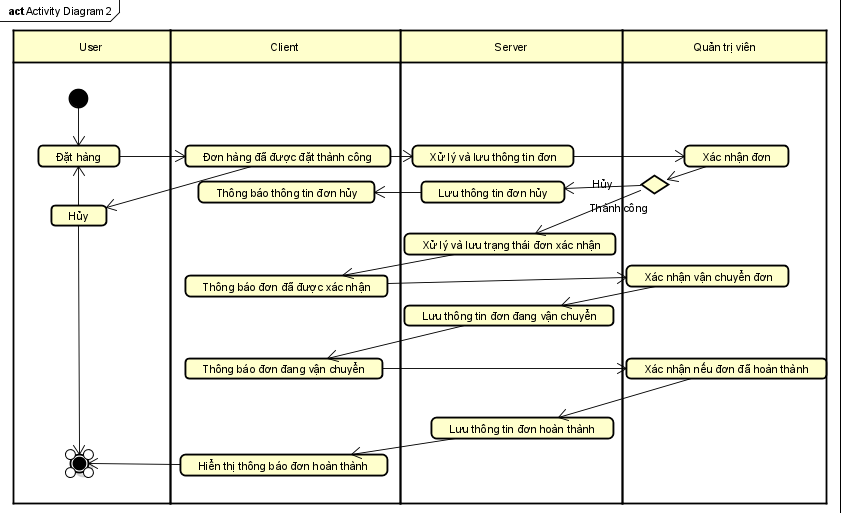 act Activity Diagram2
User
Client
Server
Quản trị viên
Đặt hàng
Đơn hàng đã được đặt thành công
Xử lý và lưu thông tin đơn
Xác nhận đơn
Thông báo thông tin đơn hủy
Lưu thông tin đơn hủy
Hủy
Hủy
Thành công
Xử lý và lưu trạng thái đơn xác nhận
Thông báo đơn đã được xác nhận
Xác nhận vận chuyển đơn
Lưu thông tin đơn đang vận chuyển
Thông báo đơn đang vận chuyển
Xác nhận nếu đơn đã hoàn thành
Lưu thông tin đơn hoàn thành
Hiển thị thông báo đơn hoàn thành